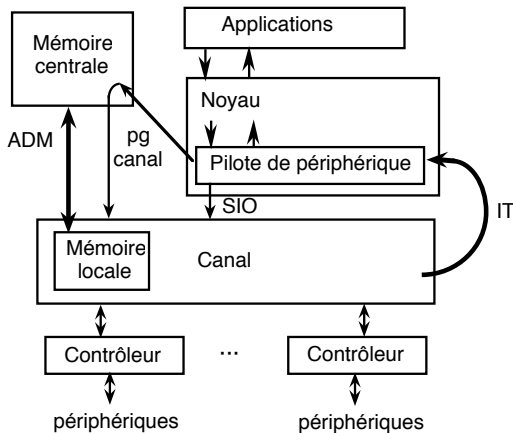 Applications
Mémoire
centrale
Noyau
ADM
pg
canal
Pilote de périphérique
SIO
IT
Mémoire
locale
Canal
Contrôleur
...
Contrôleur
périphériques
périphériques